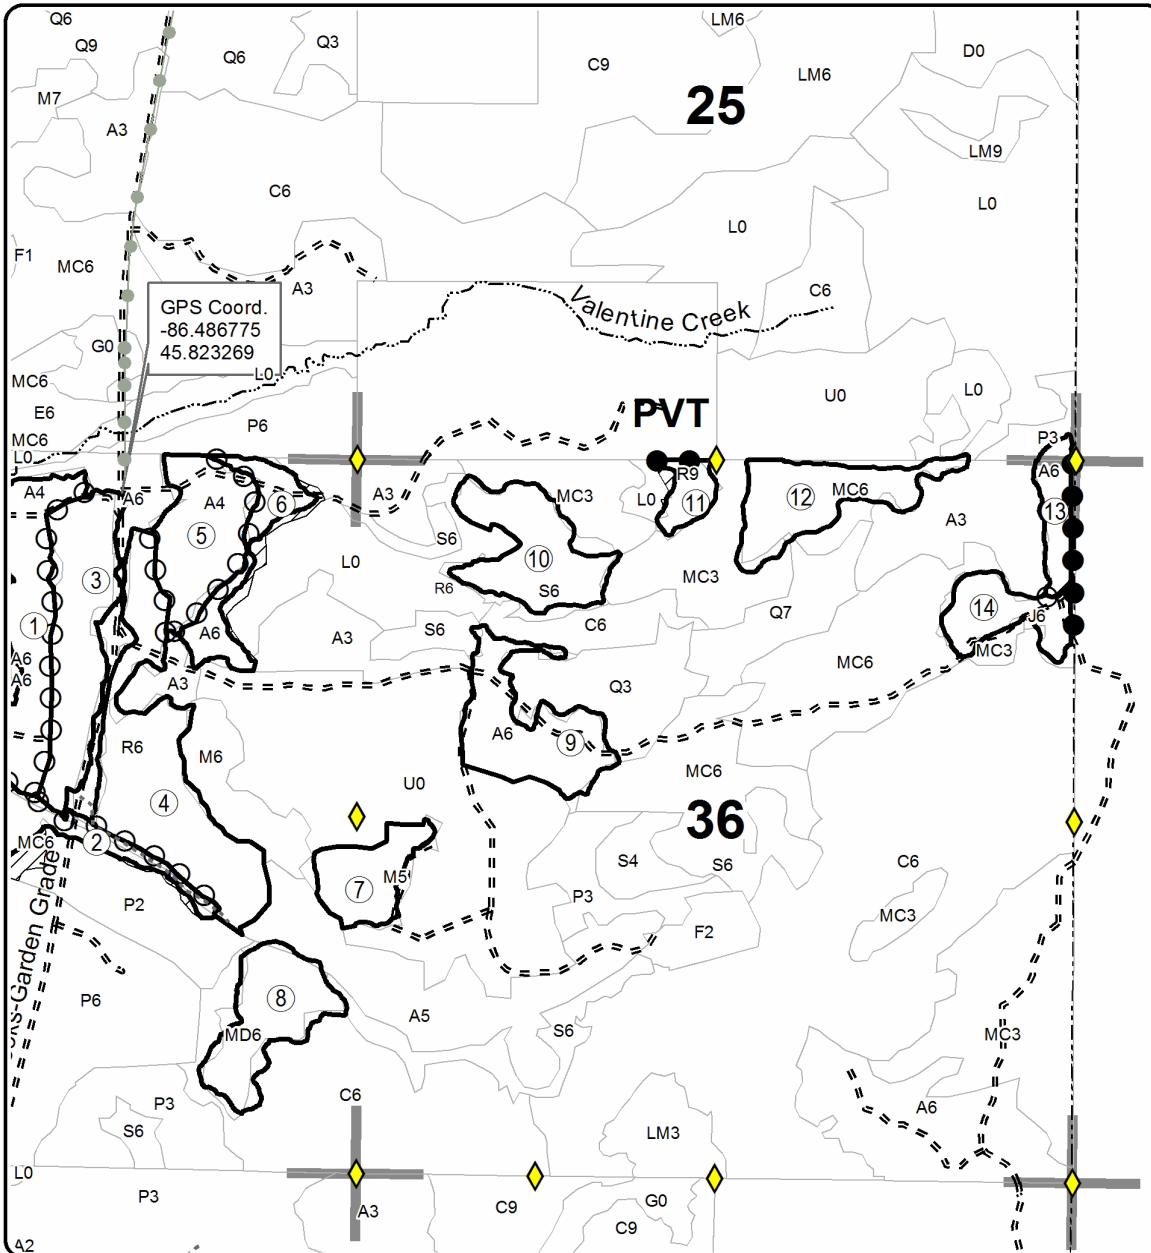 Q6
Q9
Q6
Q3
LM6
C9
LM6
D0
M7
25
A3
LM9
C6
L0
L0
F1
MC6
A3
GPS Coord.
-86.486775
45.823269
Valentine Creek
C6
G0
L0
MC6
E6
MC6
L0
P6
PVT
U0
L0
P3
A4
A6
A4
6
A3
MC3
R9
L0
11
12
MC6
A6
13
A3
5
S6
L0
10
3
R6
S6
MC3
14
Q7
J6
1
A6
A3
S6
C6
MC3
A6
A6
A3
MC6
Q3
R6
M6
A6
9
MC6
4
U0
36
MC6
2
S4
S6
C6
7
M5
P2
P3
F2
MC3
-Garden Grade
P6
8
A5
MD6
S6
MC3
P3
C6
A6
S6
LM3
L0
P3
A3
C9
G0
C9
A2